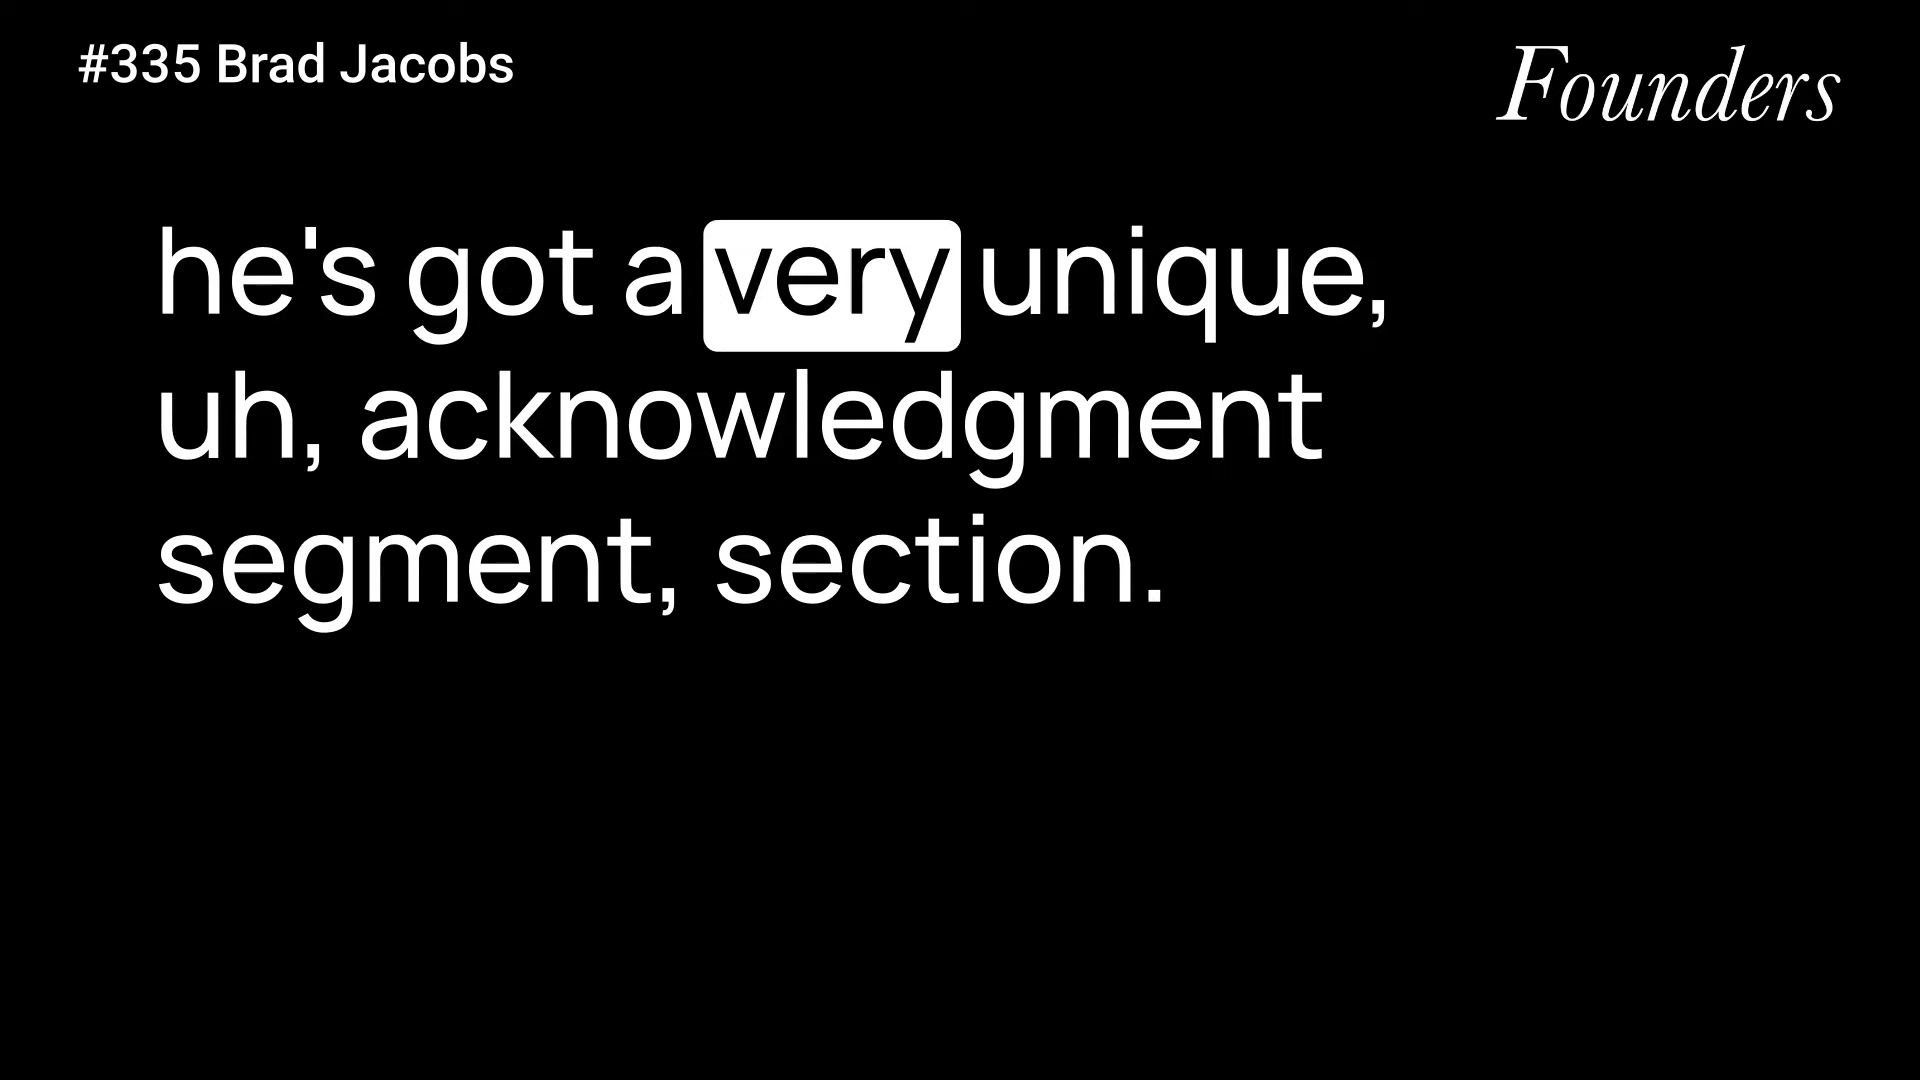 #335 Brad Jacobs
Founders
he's got a very unique,
uh, acknowledgment
segment, section.